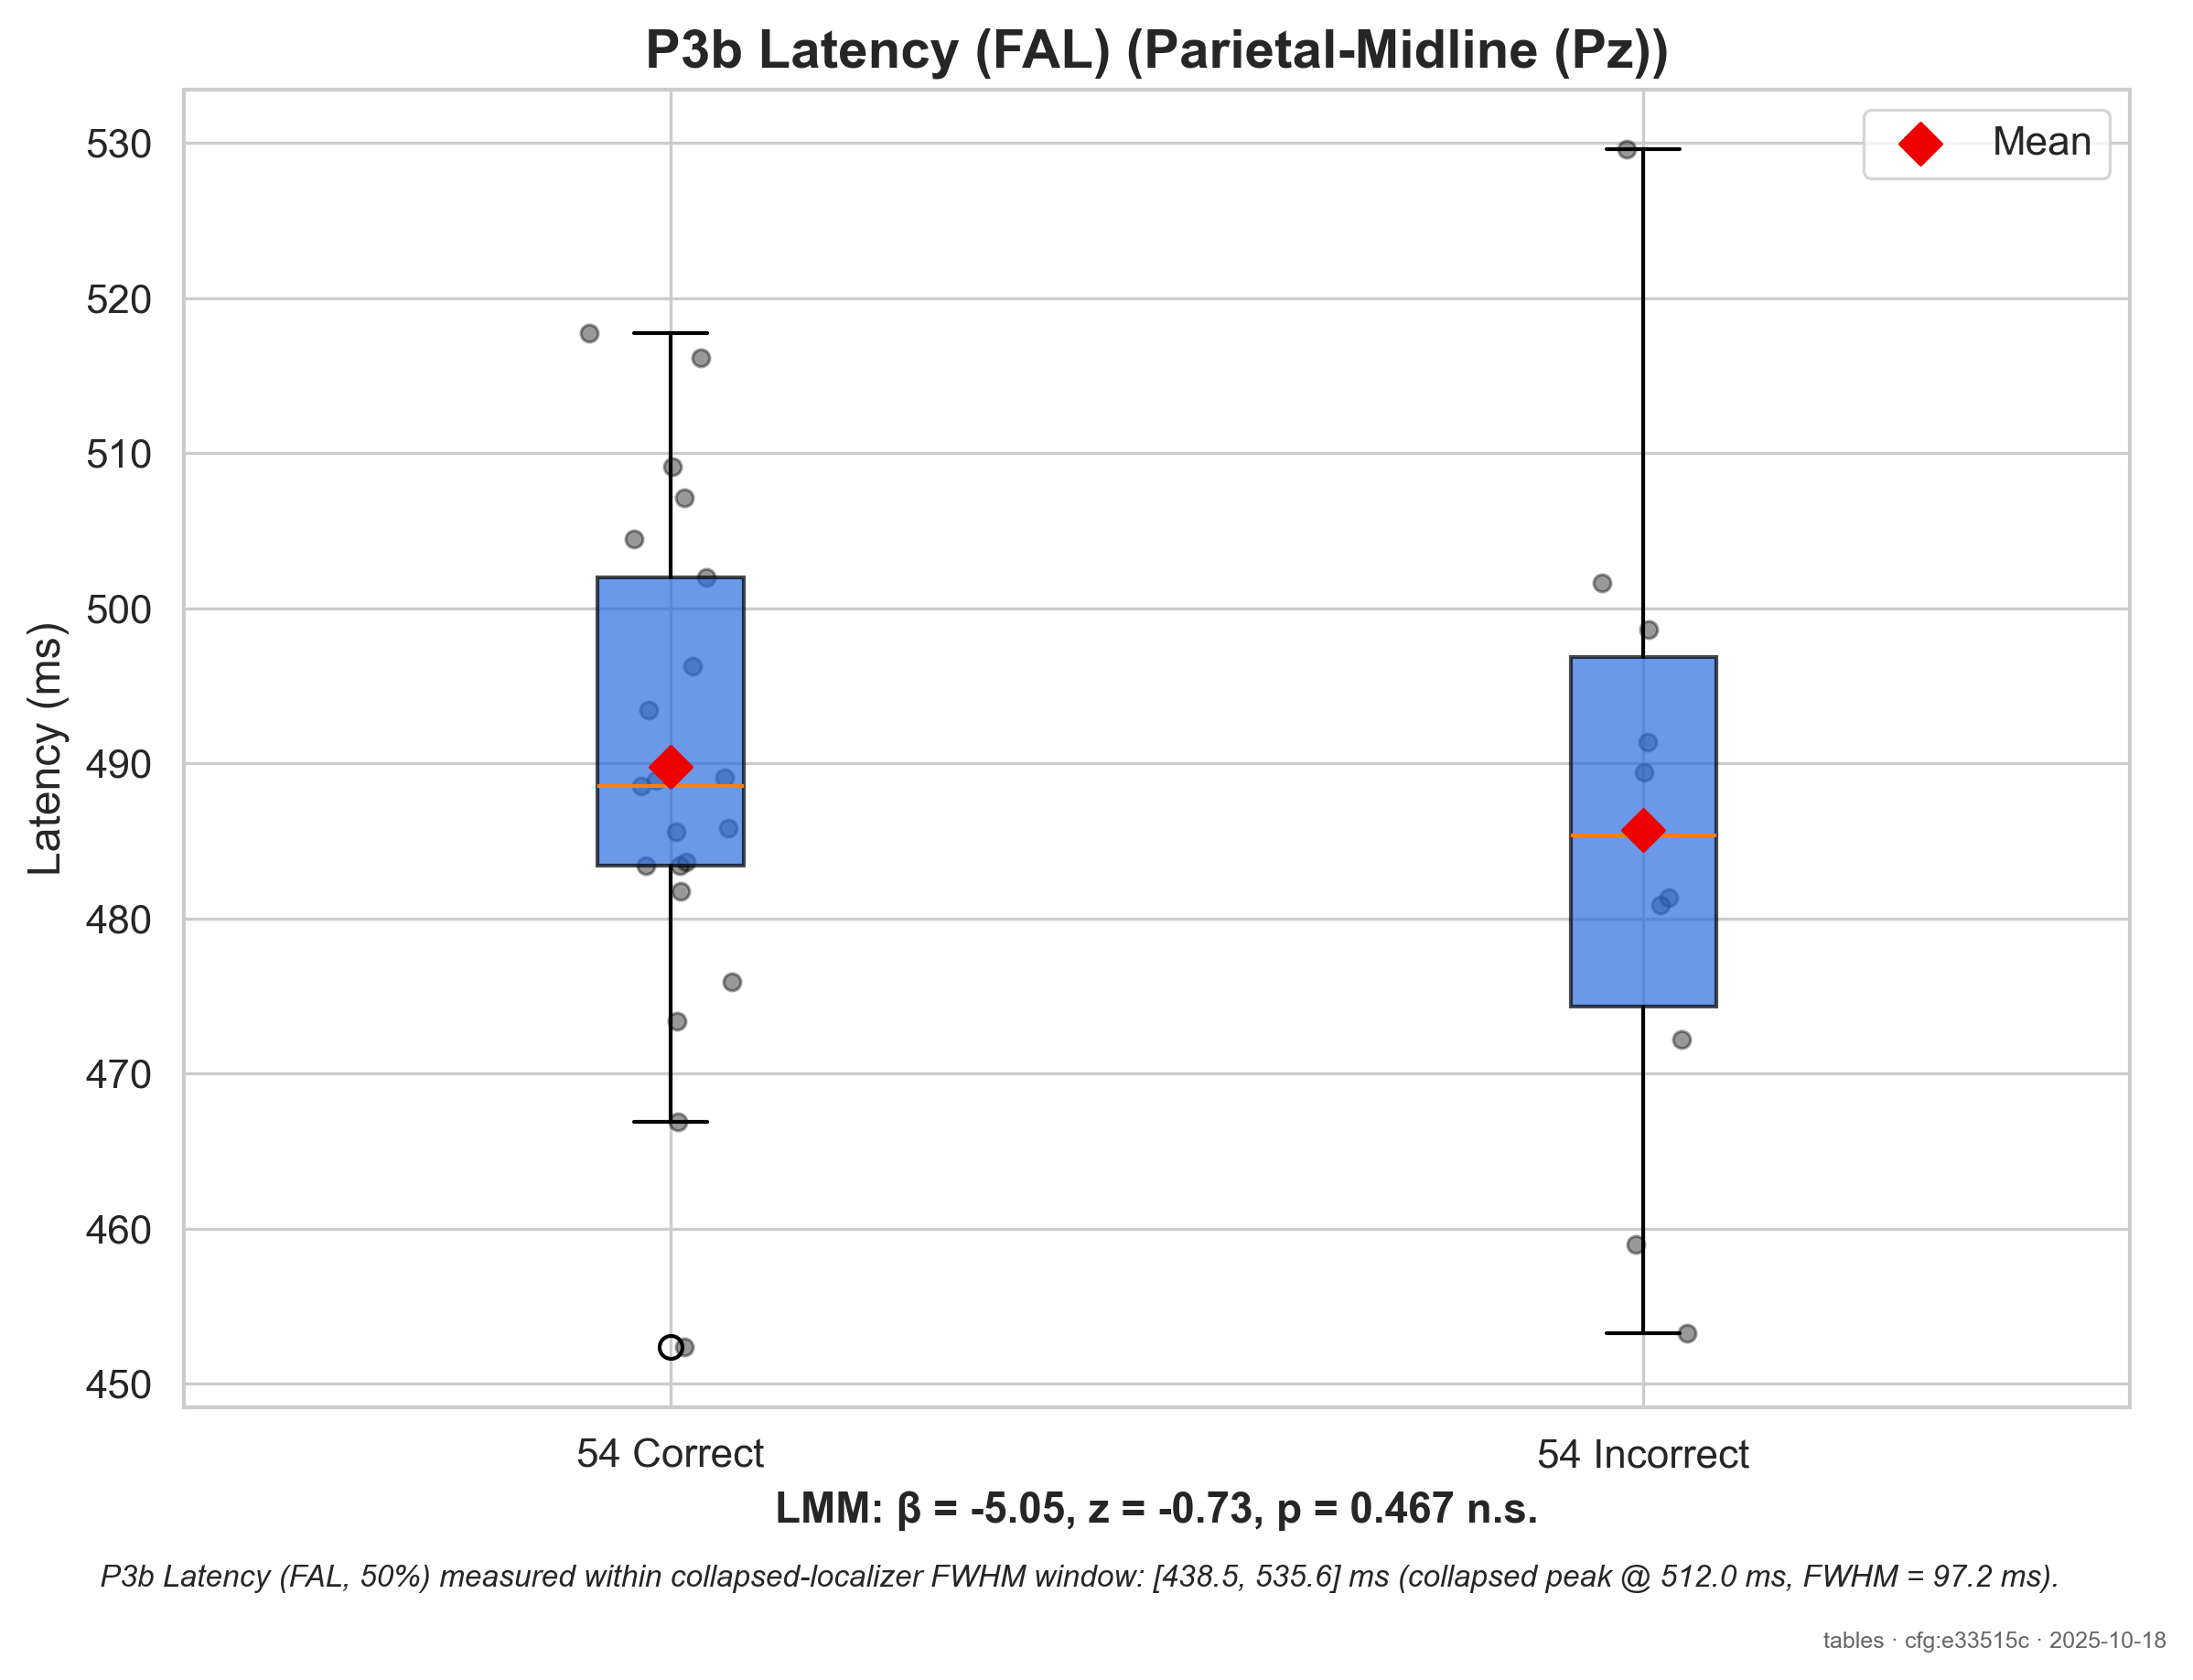 P3b Latency (FAL) (Parietal-Midline (Pz))
Mean
Latency (ms)
530
520
510
500
490
480
470
460
450
54 Correct
54 Incorrect
LMM: β = -5.05, z = -0.73, p = 0.467 n.s.
P3b Latency (FAL, 50%) measured within collapsed-localizer FWHM window: [438.5, 535.6] ms (collapsed peak @ 512.0 ms, FWHM = 97.2 ms).
tables · cfg:e33515c · 2025-10-18